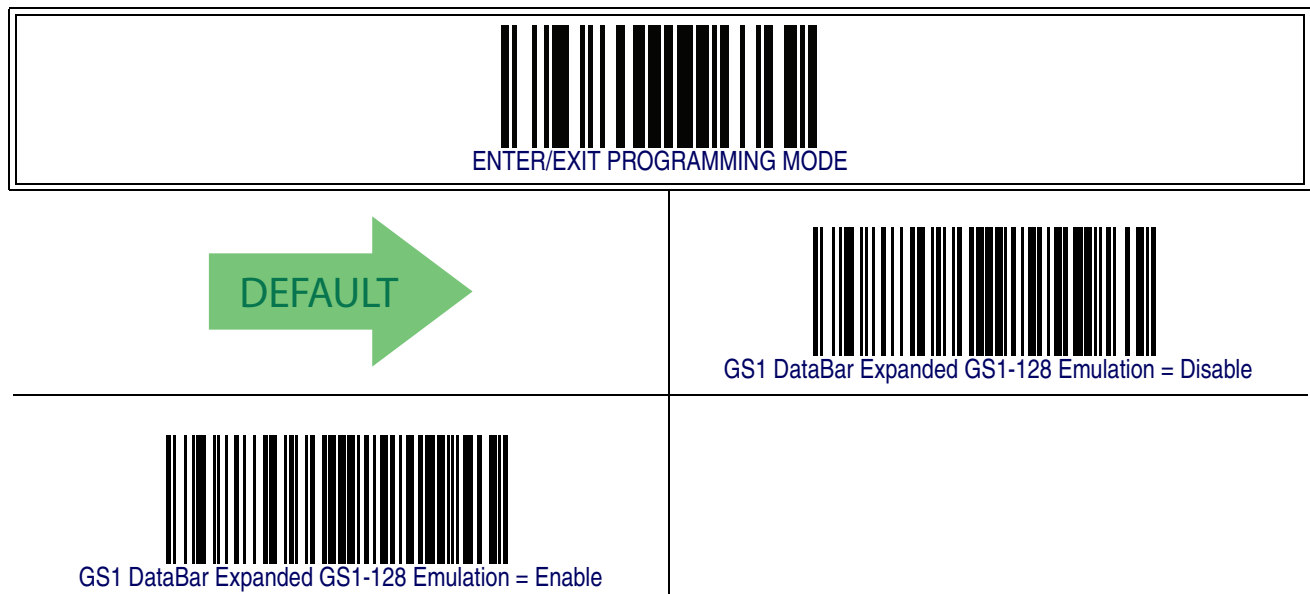 ENTER/EXIT PROGRAMMING MODE
DEFAULT
GS1 DataBar Expanded GS1-128 Emulation = Disable
GS1 DataBar Expanded GS1-128 Emulation = Enable